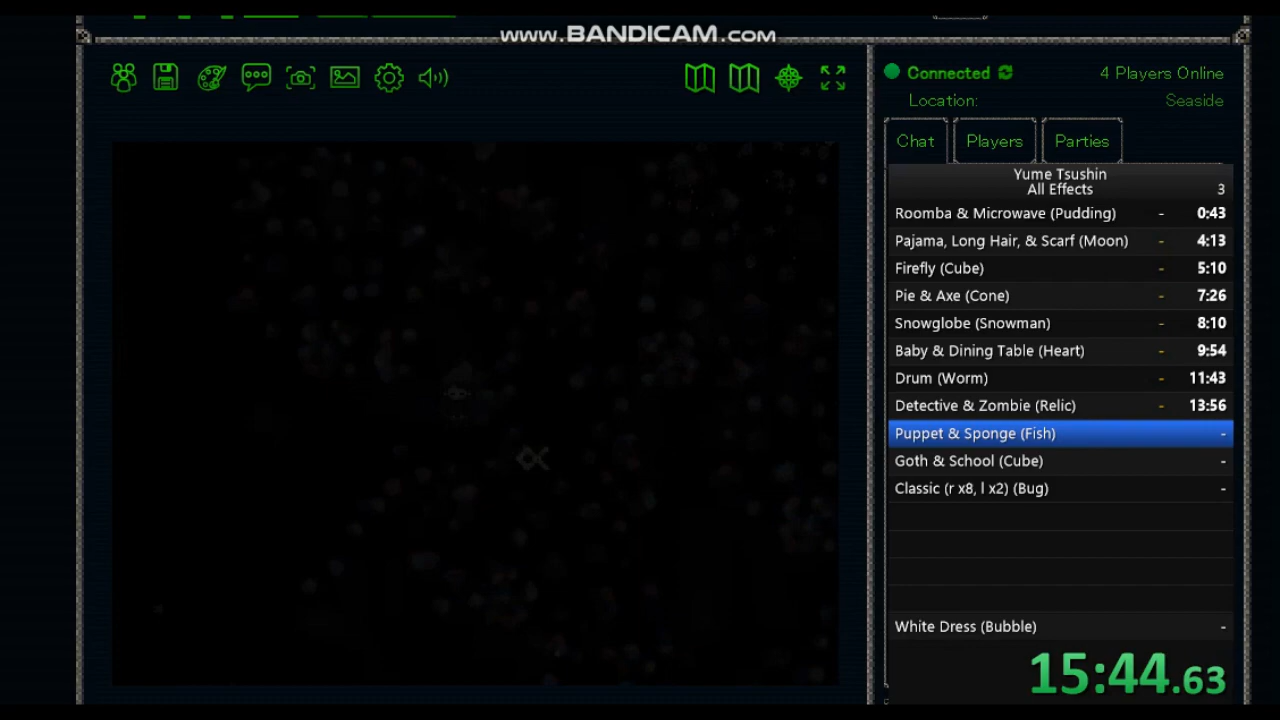 www.BANDICAM.com
Connected
4 Players Online
Location:
Seaside
Chat
Players
Parties
Yume Tsushin
All Effects
3
Roomba & Microwave (Pudding) - 0:43
Pajama, Long Hair, & Scarf (Moon) - 4:13
Firefly (Cube) - 5:10
Pie & Axe (Cone) - 7:26
Snowglobe (Snowman) - 8:10
Baby & Dining Table (Heart) - 9:54
Drum (Worm) - 11:43
Detective & Zombie (Relic) - 13:56
Puppet & Sponge (Fish) -
Goth & School (Cube) -
Classic (r x8, l x2) (Bug) -
White Dress (Bubble) -
15:44.63